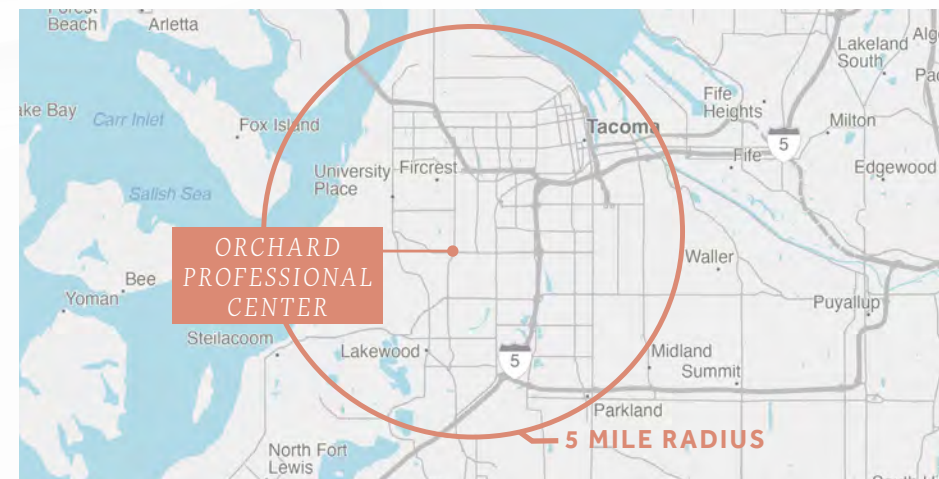 Beach
Arletta
Lakeland
South
Fife
Heights
Milton
Carr Inlet
Fox Island
Tacoma
5
Fife
Edgewood
University
Place
Fircrest
Salish Sea
ORCHARD
PROFESSIONAL
CENTER
Waller
Bee
Yoman
Puyallup
Steilacoom
Lakewood
5
Midland
Summit
Parkland
5 MILE RADIUS
North Fort
Lewis